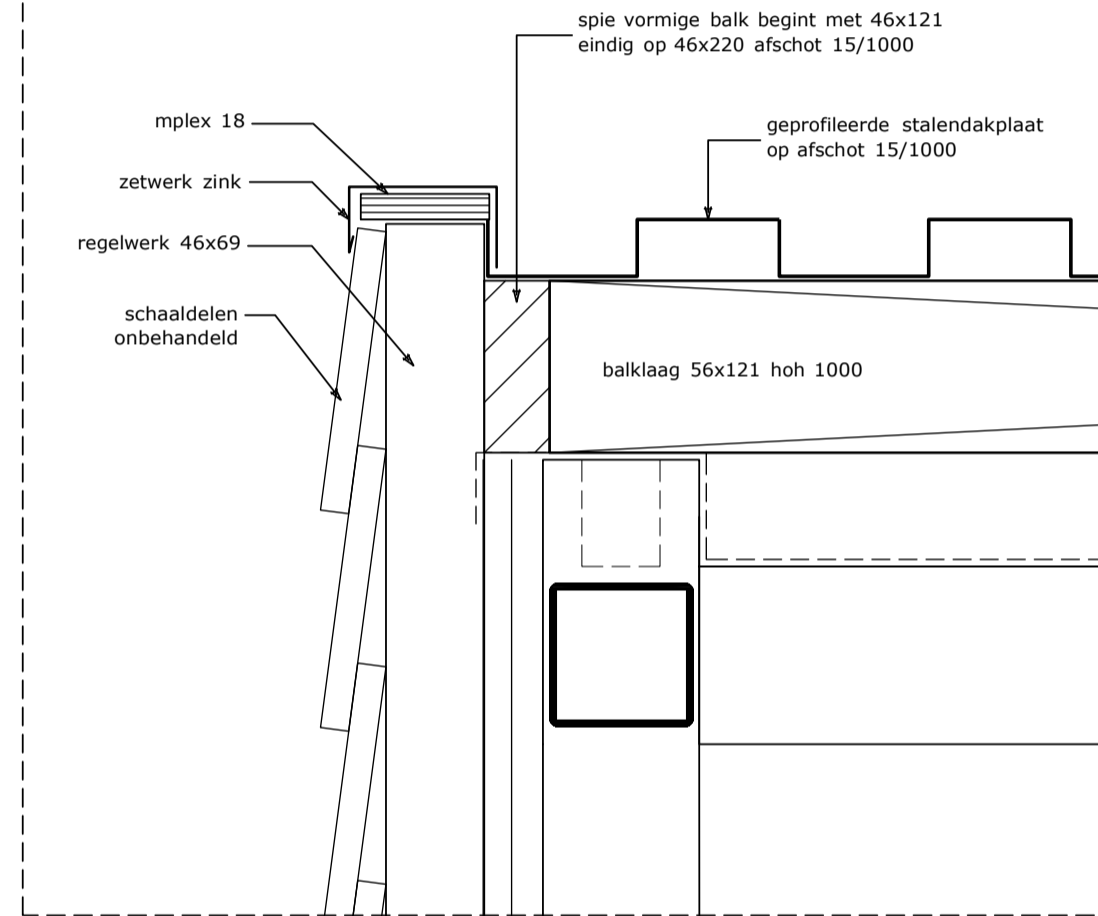 spie vormige balk begint met 46x121
eindig op 46x220 afschot 15/1000
mplex 18
geprofileerde stalendakplaat
op afschot 15/1000
zetwerk zink
regelwerk 46x69
schaaldelen
onbehandeld
balklaag 56x121 hoh 1000